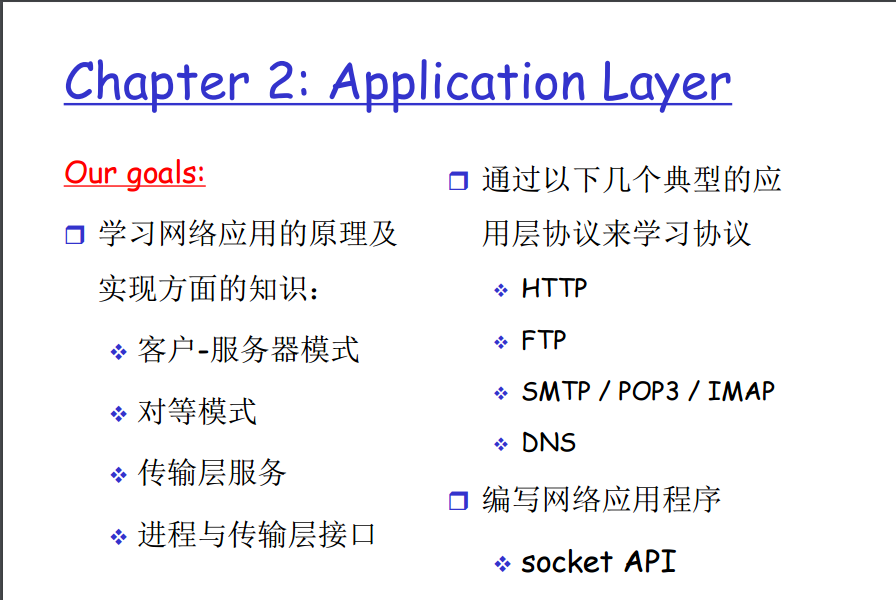 Chapter 2: Application Layer
Our goals:
学习网络应用的原理及
实现方面的知识：
客户-服务器模式
对等模式
传输层服务
进程与传输层接口
通过以下几个典型的应
用层协议来学习协议
HTTP
FTP
SMTP / POP3 / IMAP
DNS
编写网络应用程序
socket API